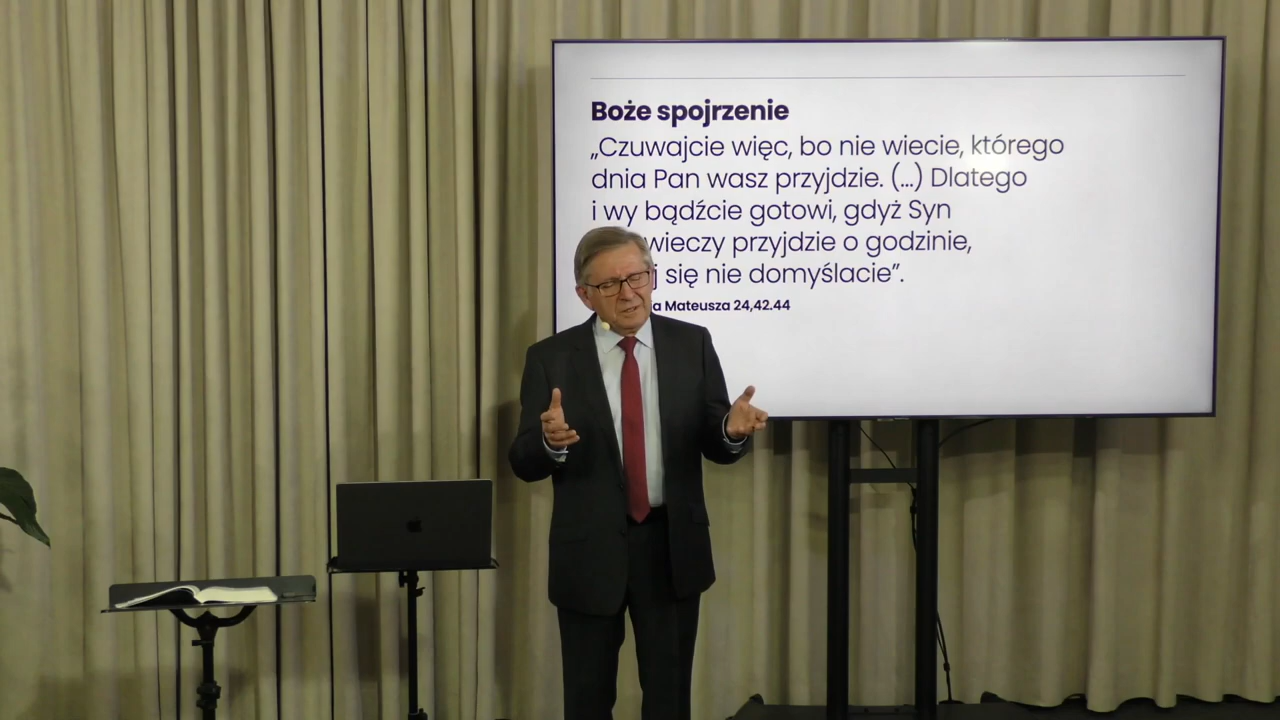 Boże spojrzenie
„Czuwajcie więc, bo nie wiecie, którego
dnia Pan wasz przyjdzie. (...) Dlatego
i wy bądźcie gotowi, gdyż Syn
wieczy przyjdzie o godzinie,
j się nie domyślacie”.
ia Mateusza 24,42.44